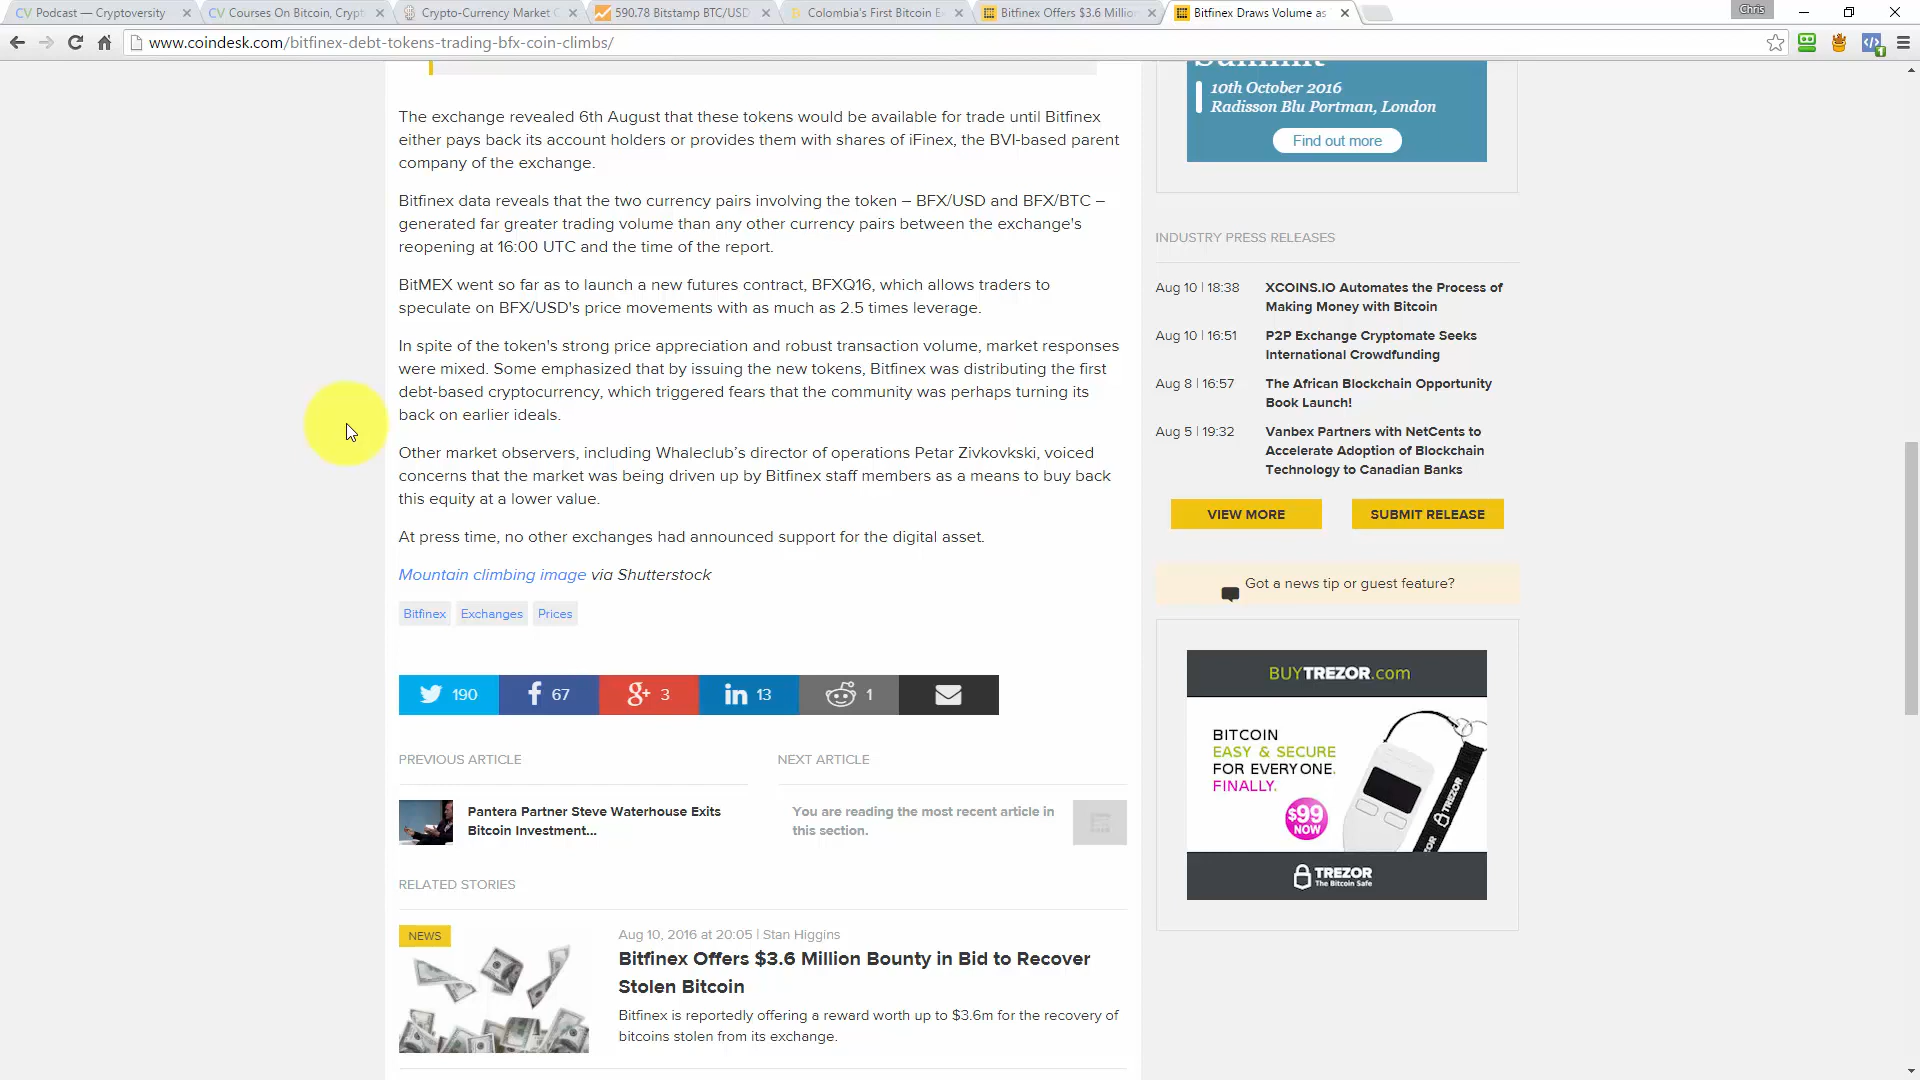 CV Podcast — Cryptoversity
CV Courses On Bitcoin, Crypt
Crypto-Currency Market C
590.78 Bitstamp BTC/USD
Colombia's First Bitcoin E
Bitfinex Offers $3.6 Million
Bitfinex Draws Volume as
Chris
www.coindesk.com/bitfinex-debt-tokens-trading-bfx-coin-climbs/
The exchange revealed 6th August that these tokens would be available for trade until Bitfinex
either pays back its account holders or provides them with shares of iFinex, the BVI-based parent
company of the exchange.
Bitfinex data reveals that the two currency pairs involving the token – BFX/USD and BFX/BTC –
generated far greater trading volume than any other currency pairs between the exchange's
reopening at 16:00 UTC and the time of the report.
BitMEX went so far as to launch a new futures contract, BFXQ16, which allows traders to
speculate on BFX/USD's price movements with as much as 2.5 times leverage.
In spite of the token's strong price appreciation and robust transaction volume, market responses
were mixed. Some emphasized that by issuing the new tokens, Bitfinex was distributing the first
debt-based cryptocurrency, which triggered fears that the community was perhaps turning its
back on earlier ideals.
Other market observers, including Whaleclub’s director of operations Petar Zivkovkski, voiced
concerns that the market was being driven up by Bitfinex staff members as a means to buy back
this equity at a lower value.
At press time, no other exchanges had announced support for the digital asset.
Mountain climbing image via Shutterstock
Bitfinex Exchanges Prices
190 67 3 13 1
PREVIOUS ARTICLE
Pantera Partner Steve Waterhouse Exits
Bitcoin Investment...
NEXT ARTICLE
You are reading the most recent article in
this section.
RELATED STORIES
NEWS
Aug 10, 2016 at 20:05 | Stan Higgins
Bitfinex Offers $3.6 Million Bounty in Bid to Recover
Stolen Bitcoin
Bitfinex is reportedly offering a reward worth up to $3.6m for the recovery of
bitcoins stolen from its exchange.
Summit
10th October 2016
Radisson Blu Portman, London
Find out more
INDUSTRY PRESS RELEASES
Aug 10 | 18:38 XCOINS.IO Automates the Process of
Making Money with Bitcoin
Aug 10 | 16:51 P2P Exchange Cryptomate Seeks
International Crowdfunding
Aug 8 | 16:57 The African Blockchain Opportunity
Book Launch!
Aug 5 | 19:32 Vanbex Partners with NetCents to
Accelerate Adoption of Blockchain
Technology to Canadian Banks
VIEW MORE SUBMIT RELEASE
Got a news tip or guest feature?
BUYTREZOR.com
BITCOIN
EASY & SECURE
FOR EVERYONE.
FINALLY.
$99
NOW
TREZOR
TREZOR
The Bitcoin Safe